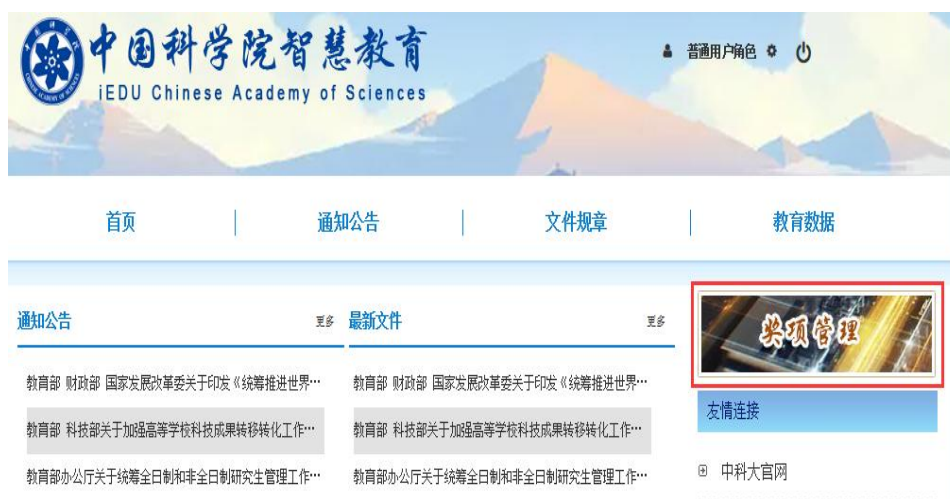 中国科学院智慧教育
iEDU Chinese Academy of Sciences
普通用户角色
首页
通知公告
文件规章
教育数据
通知公告 更多
教育部 财政部 国家发展改革委关于印发《统筹推进世界…
教育部 科技部关于加强高等学校科技成果转移转化工作…
教育部办公厅关于统筹全日制和非全日制研究生管理工作…
最新文件 更多
教育部 财政部 国家发展改革委关于印发《统筹推进世界…
教育部 科技部关于加强高等学校科技成果转移转化工作…
教育部办公厅关于统筹全日制和非全日制研究生管理工作…
奖项管理
友情连接
中科大官网